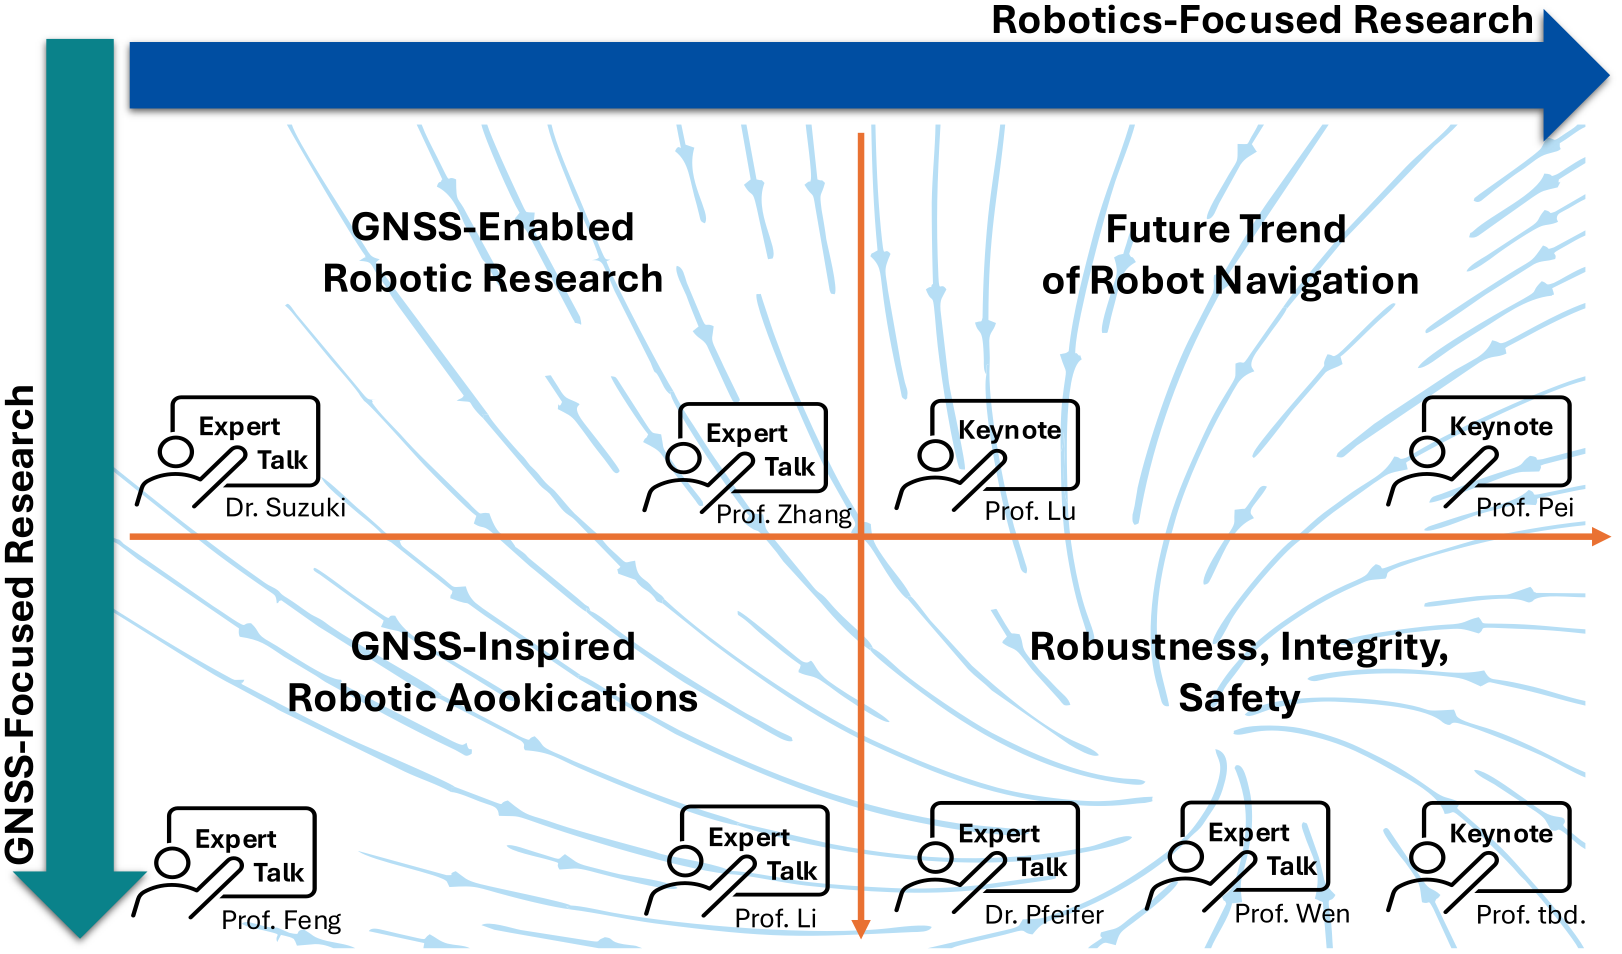 Robotics-Focused Research
GNSS-Focused Research
GNSS-Enabled
Robotic Research
Future Trend
of Robot Navigation
Expert
Talk
Dr. Suzuki
Expert
Talk
Prof. Zhang
Keynote
Prof. Lu
Keynote
Prof. Pei
GNSS-Inspired
Robotic Aookications
Robustness, Integrity,
Safety
Expert
Talk
Prof. Feng
Expert
Talk
Prof. Li
Expert
Talk
Dr. Pfeifer
Expert
Talk
Prof. Wen
Keynote
Prof. tbd.